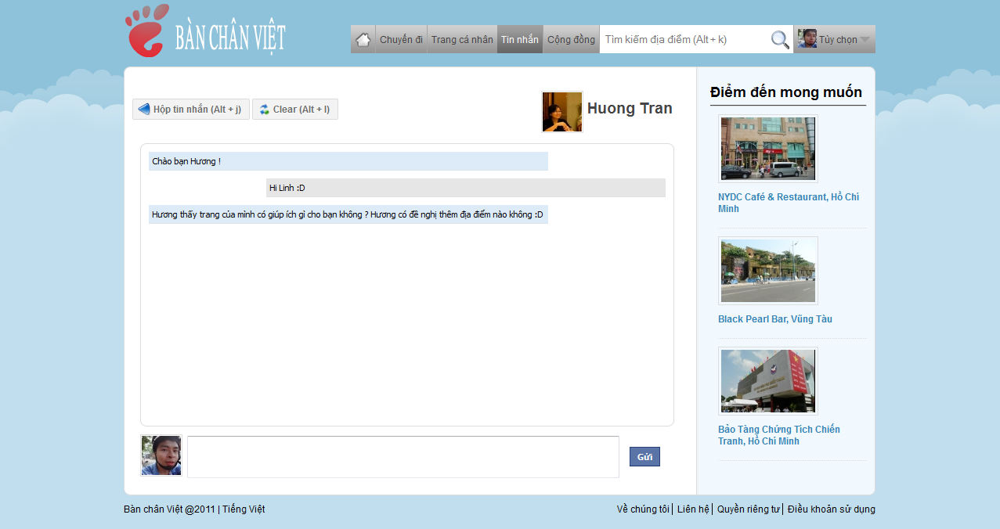 BÀN CHÂN VIỆT
Chuyến đi
Trang cá nhân
Tin nhắn
Cộng đồng
Tìm kiếm địa điểm (Alt + k)
Tùy chọn
Hộp tin nhắn (Alt + j)
Clear (Alt + l)
Huong Tran
Chào bạn Hương !
Hi Linh :D
Hương thấy trang của mình có giúp ích gì cho bạn không ? Hương có đề nghị thêm địa điểm nào không :D
Gửi
Điểm đến mong muốn
NYDC Café & Restaurant, Hồ Chí
Minh
Black Pearl Bar, Vũng Tàu
Bảo Tàng Chứng Tích Chiến
Tranh, Hồ Chí Minh
Bàn chân Việt @2011 | Tiếng Việt
Về chúng tôi | Liên hệ | Quyền riêng tư | Điều khoản sử dụng